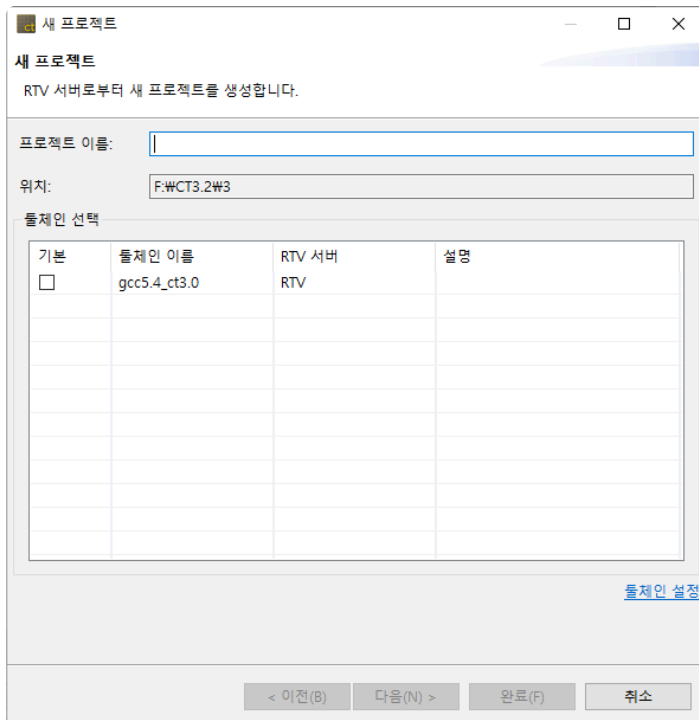 ct 새 프로젝트
새 프로젝트
RTV 서버로부터 새 프로젝트를 생성합니다.
프로젝트 이름:
위치: F:₩CT3.2₩3
툴체인 선택
기본 툴체인 이름 RTV 서버 설명
gcc5.4_ct3.0 RTV
툴체인 설정
< 이전(B) 다음(N) > 완료(F) 취소